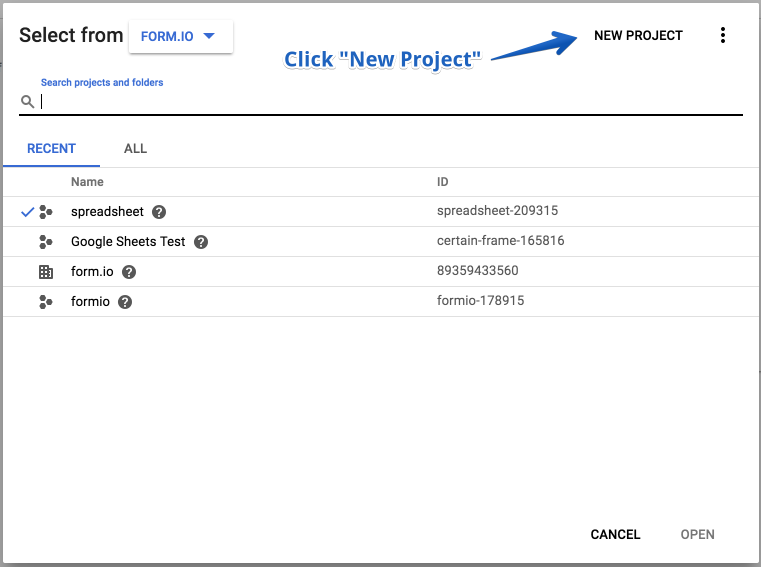 Select from FORM.IO NEW PROJECT
Click "New Project"
Search projects and folders
RECENT ALL
Name ID
spreadsheet spreadsheet-209315
Google Sheets Test certain-frame-165816
form.io 89359433560
formio formio-178915
CANCEL OPEN